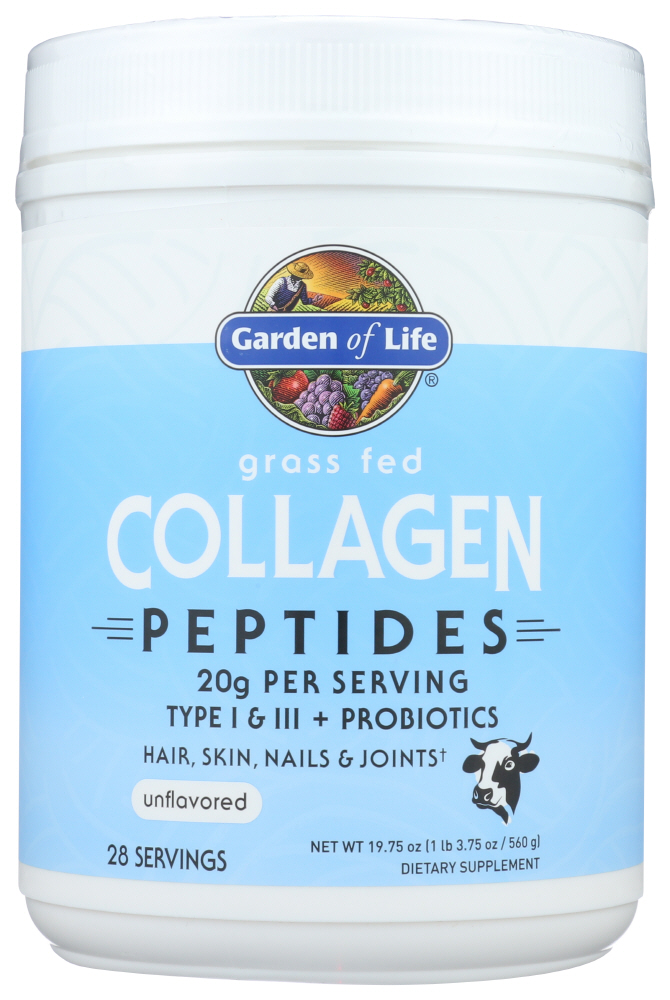 Garden of Life
®
grass fed
COLLAGEN
PEPTIDES
20g PER SERVING
TYPE I & III + PROBIOTICS
HAIR, SKIN, NAILS & JOINTS†
unflavored
28 SERVINGS
NET WT 19.75 oz (1 lb 3.75 oz / 560 g)
DIETARY SUPPLEMENT